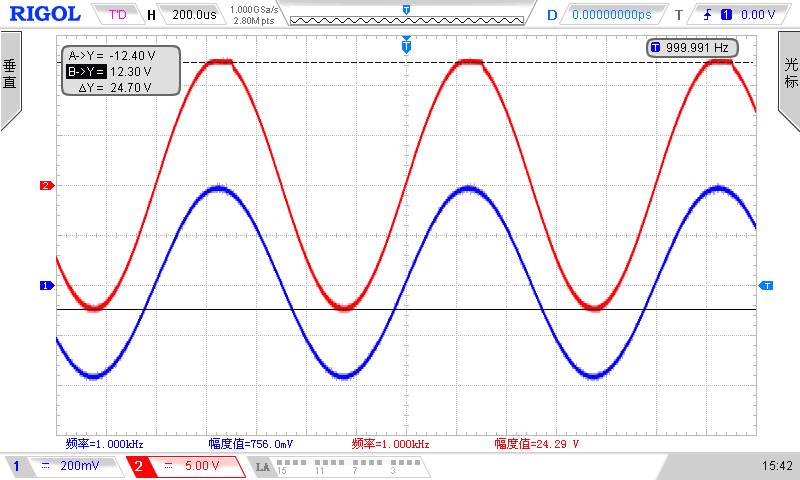 RIGOL T'D H 200.0us 1.000GSa/s 2.80M pts T D 0.00000000ps T 1 0.00 V
垂直
A->Y= -12.40 V
B->Y= 12.30 V
ΔY= 24.70 V
T
T 999.991 Hz
光标
2
1
T
频率=1.000kHz 幅度值=756.0mV 频率=1.000kHz 幅度值=24.29 V
1 200mV 2 5.00 V LA 15 11 7 3 15:42